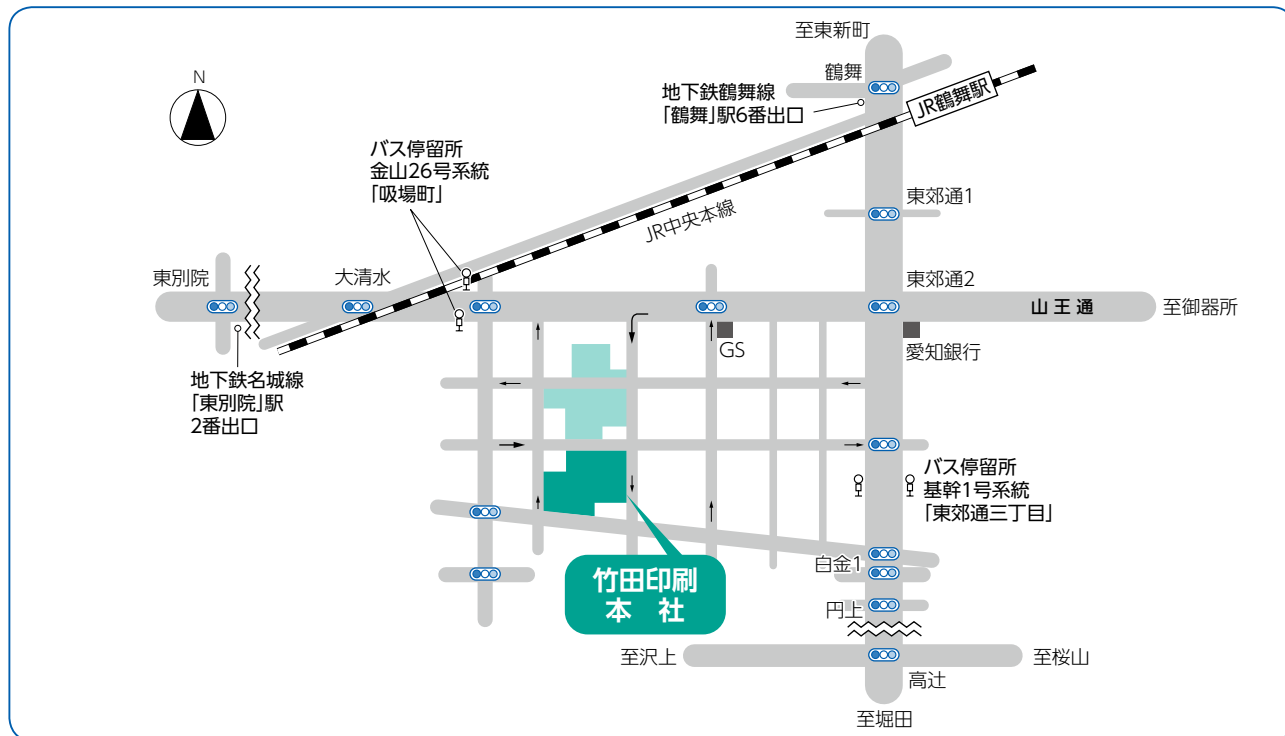 至東新町
N
鶴舞
地下鉄鶴舞線
「鶴舞」駅6番出口
JR鶴舞駅
バス停留所
金山26号系統
「吸場町」
JR中央本線
東郊通1
東別院
大清水
東郊通2
山王通
至御器所
GS
愛知銀行
地下鉄名城線
「東別院」駅
2番出口
バス停留所
基幹1号系統
「東郊通三丁目」
白金1
竹田印刷
本 社
円上
至沢上
至桜山
高辻
至堀田